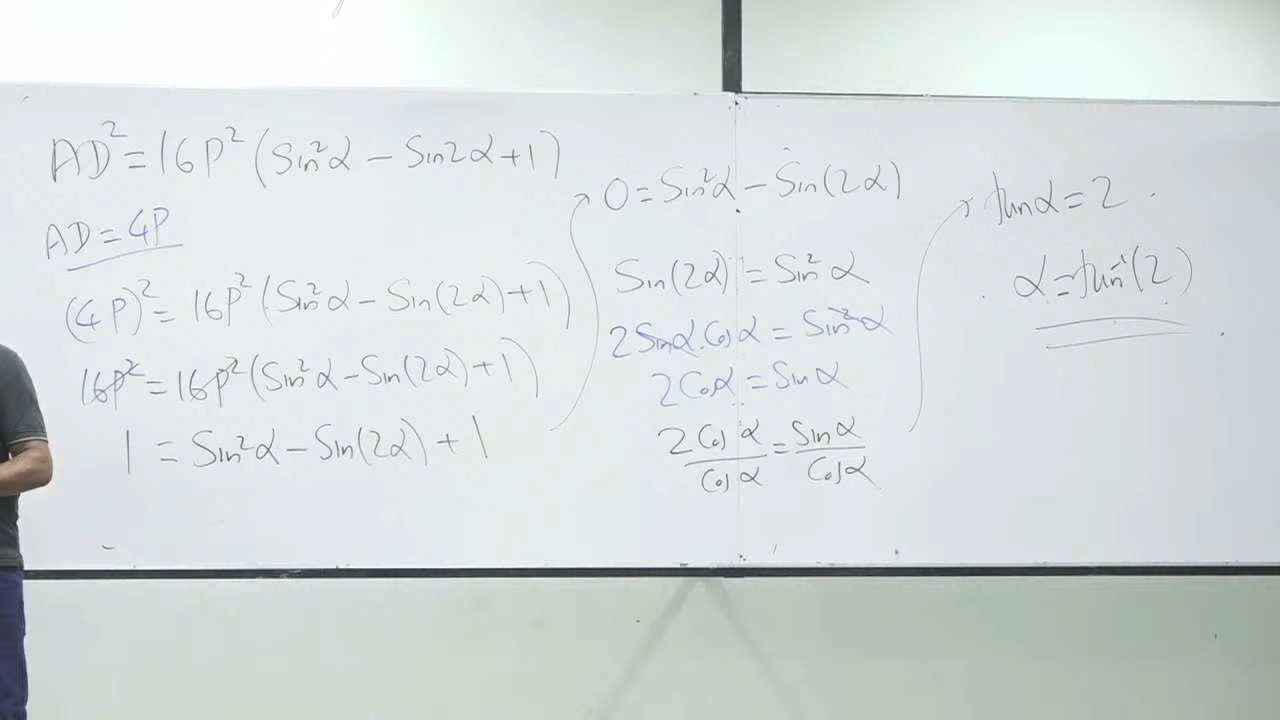 AD² = 16P² (Sin²α − Sin2α + 1)
AD = 4P
(4P)² = 16P² (Sin²α − Sin(2α) + 1)
16P² = 16P² (Sin²α − Sin(2α) + 1)
1 = Sin²α − Sin(2α) + 1
0 = Sin²α − Sin(2α)
Sin(2α) = Sin²α
2Sinα.Cosα = Sin²α
2Cosα = Sinα
2Cosα/Cosα = Sinα/Cosα
tanα = 2
α = tan⁻¹(2)